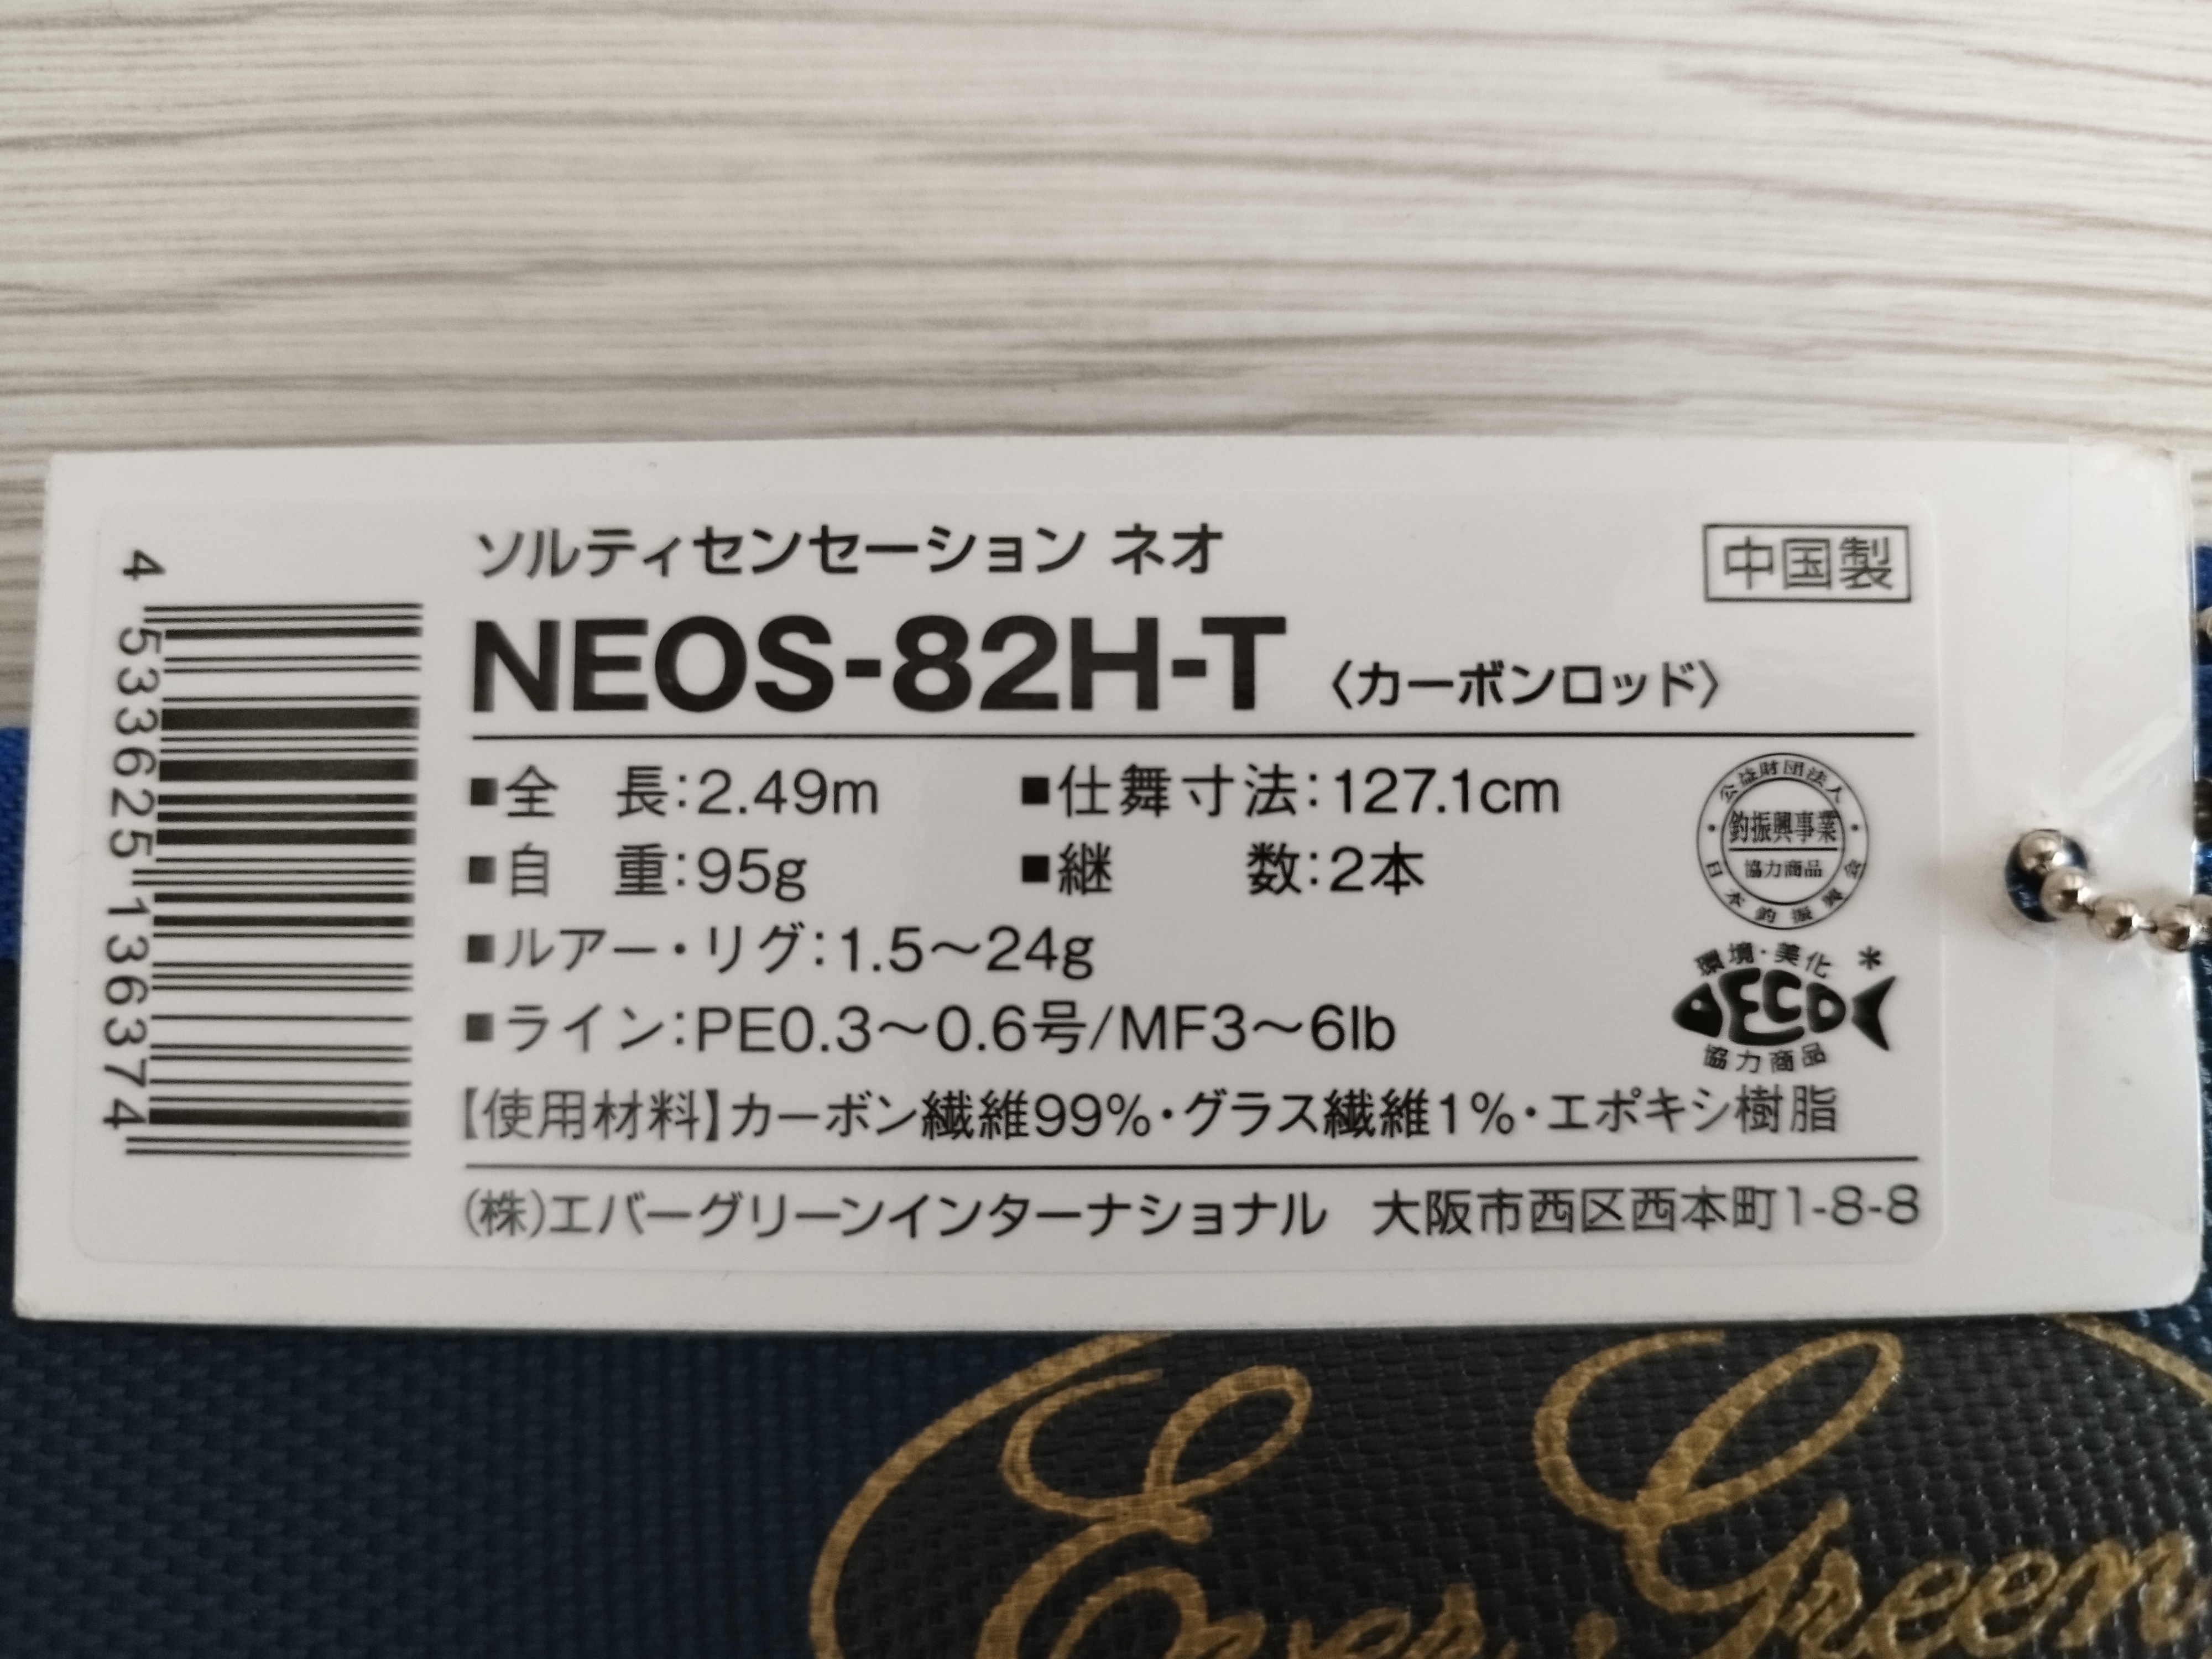 ソルティセンセーション ネオ
中国製
NEOS-82H-T 〈カーボンロッド〉
■全 長:2.49m ■仕舞寸法:127.1cm
■自 重:95g ■継 数:2本
■ルアー・リグ:1.5〜24g
■ライン:PE0.3〜0.6号/MF3〜6lb
【使用材料】カーボン繊維99%・グラス繊維1%・エポキシ樹脂
(株)エバーグリーンインターナショナル 大阪市西区西本町1-8-8
4 533625 136374
公益財団法人
釣振興事業
協力商品
日本釣振興会
環境・美化
ECO
協力商品
Ever Green